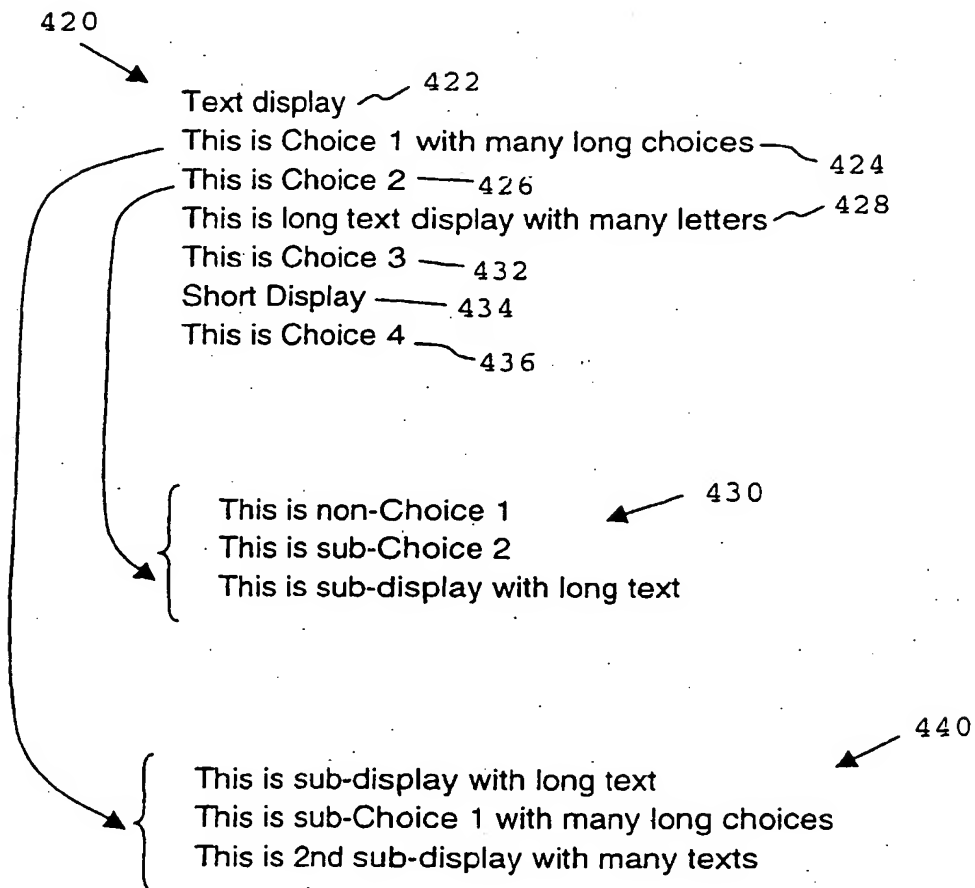 420
Text display 422
This is Choice 1 with many long choices 424
This is Choice 2 426
This is long text display with many letters 428
This is Choice 3 432
Short Display 434
This is Choice 4 436
430
This is non-Choice 1
This is sub-Choice 2
This is sub-display with long text
440
This is sub-display with long text
This is sub-Choice 1 with many long choices
This is 2nd sub-display with many texts